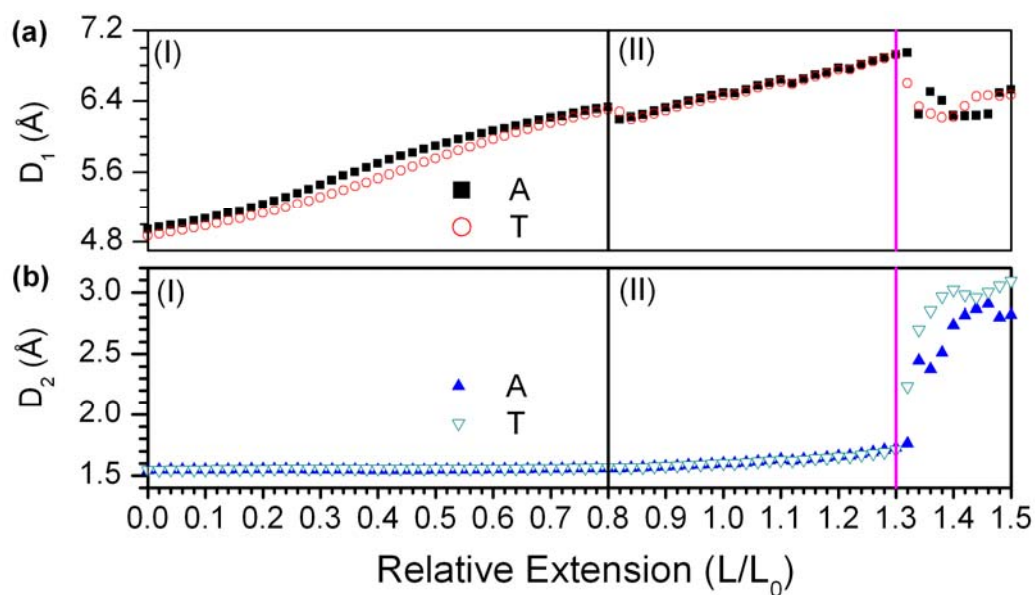 (a)
(I)
(II)
7.2
6.4
5.6
4.8
D₁ (Å)
A
T
(b)
(I)
(II)
3.0
2.5
2.0
1.5
D₂ (Å)
A
T
0.0 0.1 0.2 0.3 0.4 0.5 0.6 0.7 0.8 0.9 1.0 1.1 1.2 1.3 1.4 1.5
Relative Extension (L/L₀)